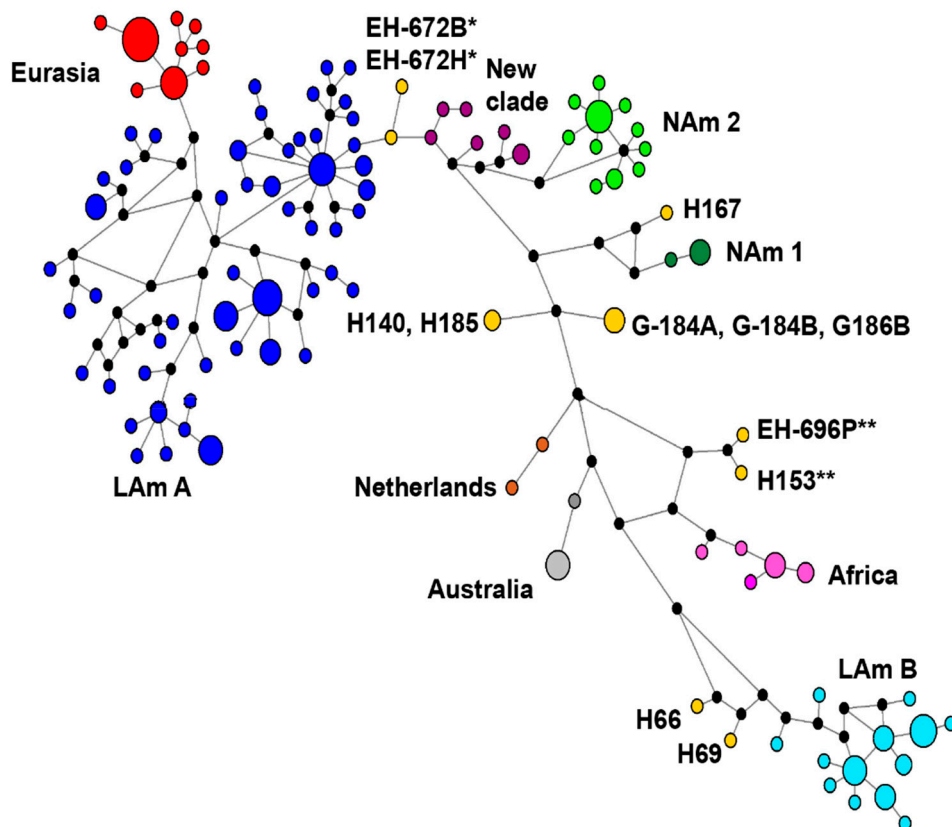 EH-672B*
EH-672H*
New
clade
Eurasia
NAm 2
H167
NAm 1
H140, H185
G-184A, G-184B, G186B
EH-696P**
H153**
Netherlands
LAm A
Australia
Africa
LAm B
H66
H69